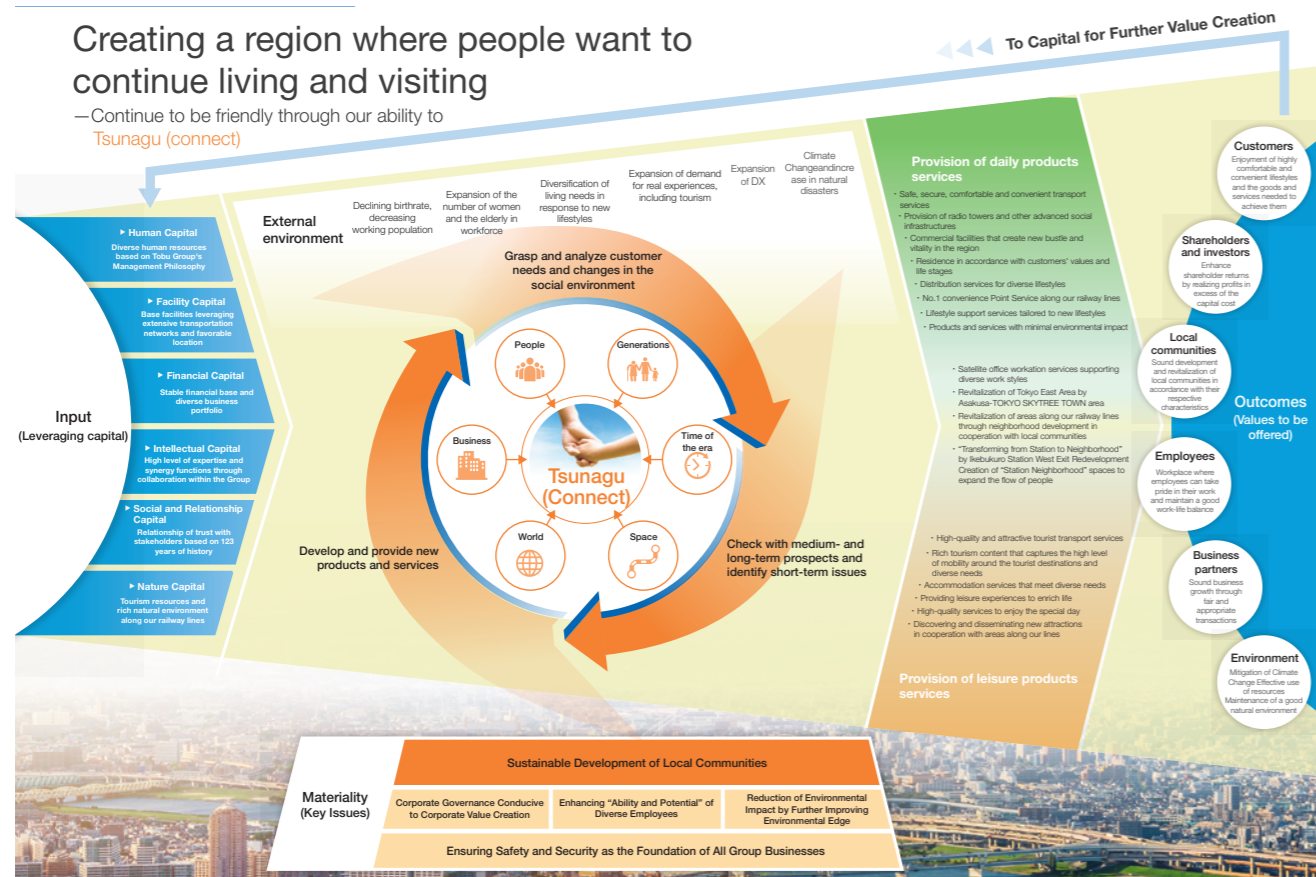 Creating a region where people want to
continue living and visiting
—Continue to be friendly through our ability to
Tsunagu (connect)
To Capital for Further Value Creation
Input
(Leveraging capital)
Human Capital
Diverse human resources
based on Tobu Group's
Management Philosophy
Facility Capital
Base facilities leveraging
extensive transportation
networks and favorable
location
Financial Capital
Stable financial base and
diverse business
portfolio
Intellectual Capital
High level of expertise and
synergy functions through
collaboration within the Group
Social and Relationship
Capital
Relationship of trust with
stakeholders based on 123
years of history
Nature Capital
Tourism resources and
rich natural environment
along our railway lines
External
environment
Declining birthrate,
decreasing
working population
Expansion of the
number of women
and the elderly in
workforce
Diversification of
living needs in
response to new
lifestyles
Expansion of demand
for real experiences,
including tourism
Expansion
of DX
Climate
Changeandincre
ase in natural
disasters
Grasp and analyze customer
needs and changes in the
social environment
Check with medium- and
long-term prospects and
identify short-term issues
Develop and provide new
products and services
People
Generations
Business
Time of
the era
World
Space
Tsunagu
(Connect)
Provision of daily products
services
・Safe, secure, comfortable and convenient transport
services
・Provision of radio towers and other advanced social
infrastructures
・Commercial facilities that create new bustle and
vitality in the region
・Residence in accordance with customers' values and
life stages
・Distribution services for diverse lifestyles
・No.1 convenience Point Service along our railway lines
・Lifestyle support services tailored to new lifestyles
・Products and services with minimal environmental impact
・Satellite office workation services supporting
diverse work styles
・Revitalization of Tokyo East Area by
Asakusa-TOKYO SKYTREE TOWN area
・Revitalization of areas along our railway lines
through neighborhood development in
cooperation with local communities
・"Transforming from Station to Neighborhood"
by Ikebukuro Station West Exit Redevelopment
Creation of "Station Neighborhood" spaces to
expand the flow of people
・High-quality and attractive tourist transport services
・Rich tourism content that captures the high level
of mobility around the tourist destinations and
diverse needs
・Accommodation services that meet diverse needs
・Providing leisure experiences to enrich life
・High-quality services to enjoy the special day
・Discovering and disseminating new attractions
in cooperation with areas along our lines
Provision of leisure products
services
Customers
Enjoyment of highly
comfortable and
convenient lifestyles
and the goods and
services needed to
achieve them
Shareholders
and investors
Enhance
shareholder returns
by realizing profits in
excess of the
capital cost
Local
communities
Sound development
and revitalization of
local communities in
accordance with their
respective
characteristics
Employees
Workplace where
employees can take
pride in their work
and maintain a good
work-life balance
Business
partners
Sound business
growth through
fair and
appropriate
transactions
Environment
Mitigation of Climate
Change Effective use
of resources
Maintenance of a good
natural environment
Outcomes
(Values to be
offered)
Materiality
(Key Issues)
Sustainable Development of Local Communities
Corporate Governance Conducive
to Corporate Value Creation
Enhancing "Ability and Potential" of
Diverse Employees
Reduction of Environmental
Impact by Further Improving
Environmental Edge
Ensuring Safety and Security as the Foundation of All Group Businesses